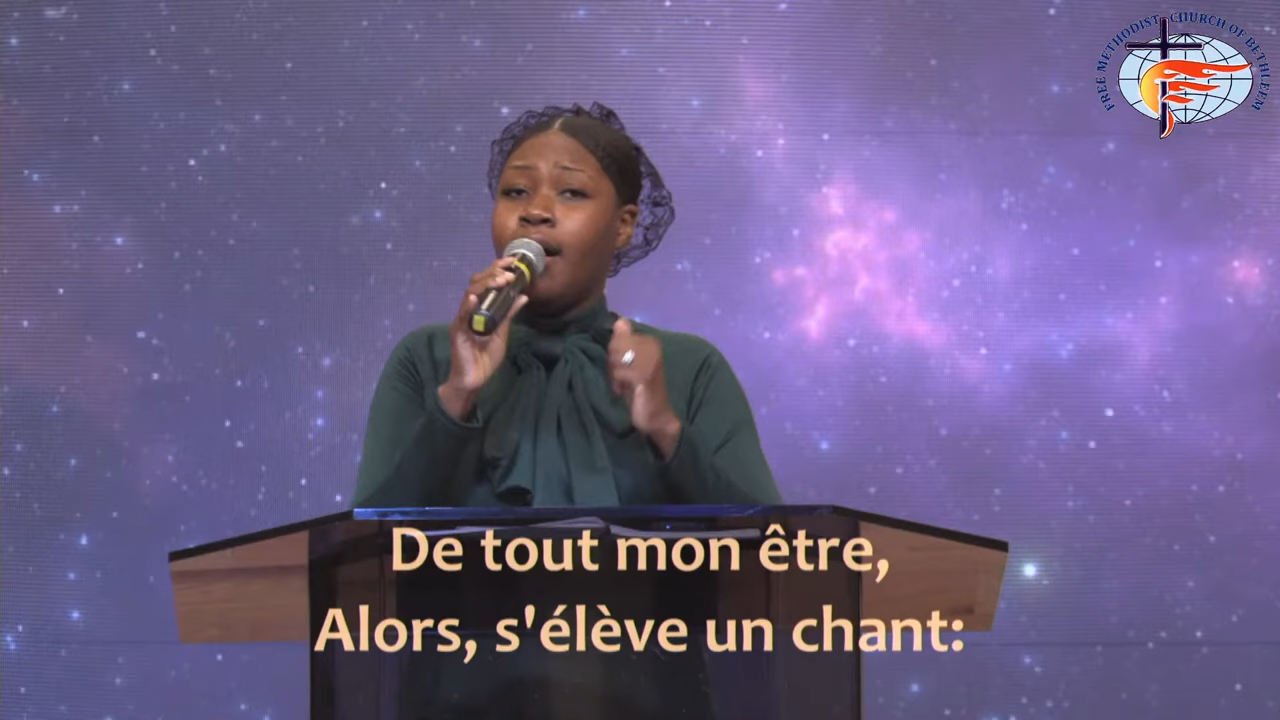 FREE METHODIST CHURCH OF BETHLEEM
De tout mon être,
Alors, s'élève un chant: